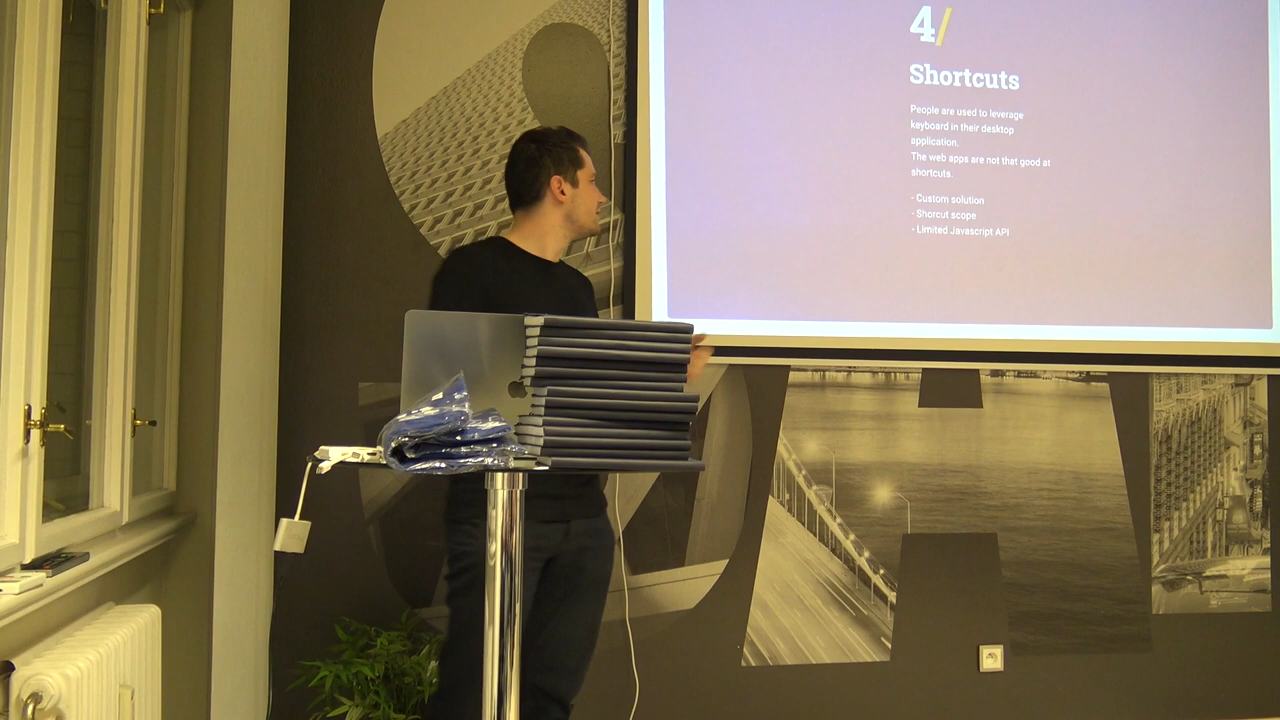 4/
Shortcuts
People are used to leverage
keyboard in their desktop
application.
The web apps are not that good at
shortcuts.
- Custom solution
- Shorcut scope
- Limited Javascript API